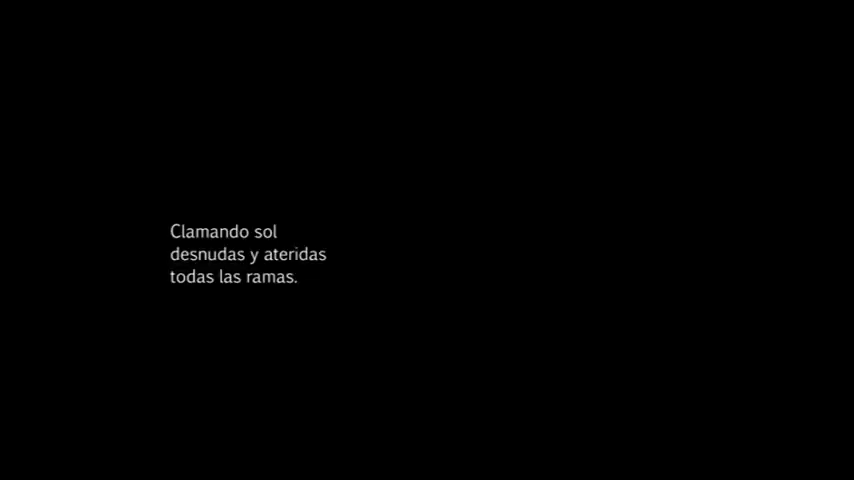 Clamando sol
desnudas y ateridas
todas las ramas.